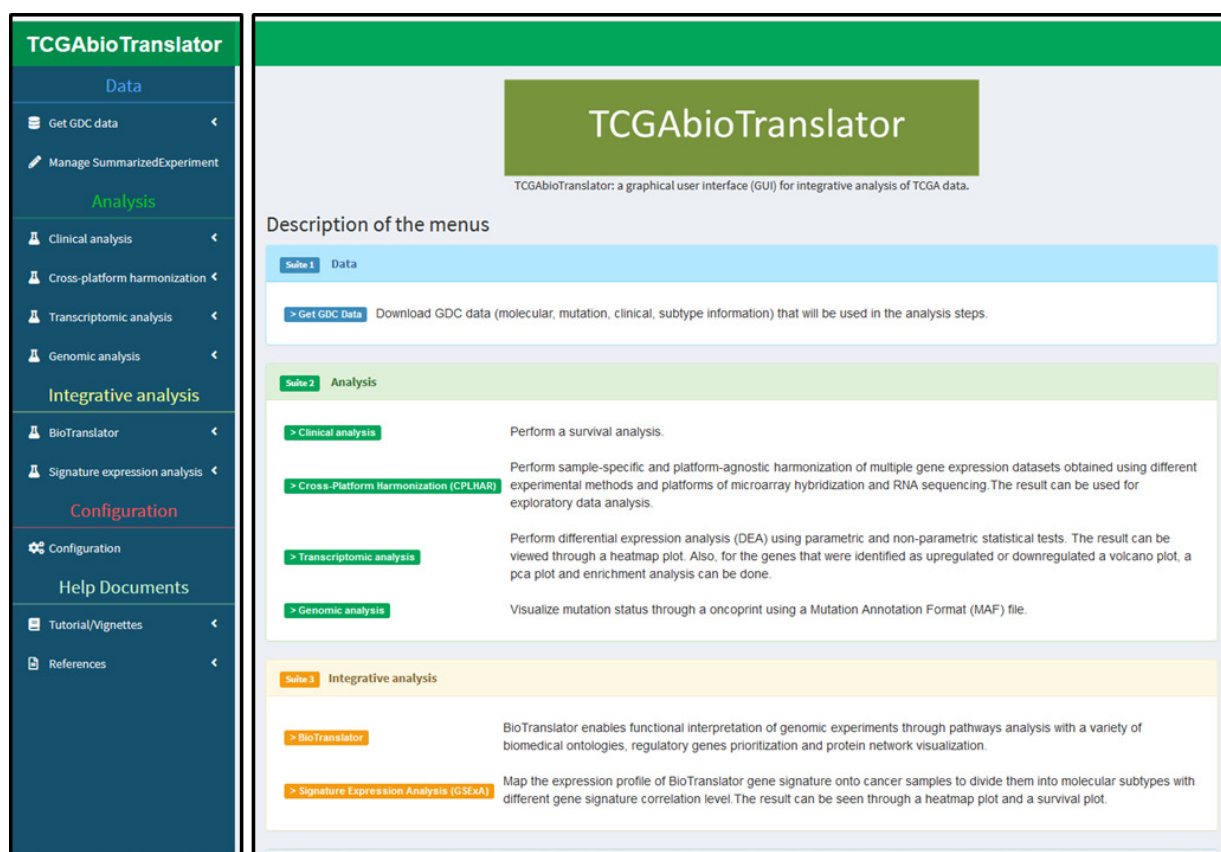 TCGAbioTranslator
Data
Get GDC data
Manage SummarizedExperiment
Analysis
Clinical analysis
Cross-platform harmonization
Transcriptomic analysis
Genomic analysis
Integrative analysis
BioTranslator
Signature expression analysis
Configuration
Configuration
Help Documents
Tutorial/Vignettes
References
TCGAbioTranslator
TCGAbioTranslator: a graphical user interface (GUI) for integrative analysis of TCGA data.
Description of the menus
Suite 1 Data
> Get GDC Data Download GDC data (molecular, mutation, clinical, subtype information) that will be used in the analysis steps.
Suite 2 Analysis
> Clinical analysis Perform a survival analysis.
> Cross-Platform Harmonization (CPLHAR) Perform sample-specific and platform-agnostic harmonization of multiple gene expression datasets obtained using different
experimental methods and platforms of microarray hybridization and RNA sequencing.The result can be used for
exploratory data analysis.
> Transcriptomic analysis Perform differential expression analysis (DEA) using parametric and non-parametric statistical tests. The result can be
viewed through a heatmap plot. Also, for the genes that were identified as upregulated or downregulated a volcano plot, a
pca plot and enrichment analysis can be done.
> Genomic analysis Visualize mutation status through a oncoprint using a Mutation Annotation Format (MAF) file.
Suite 3 Integrative analysis
> BioTranslator BioTranslator enables functional interpretation of genomic experiments through pathways analysis with a variety of
biomedical ontologies, regulatory genes prioritization and protein network visualization.
> Signature Expression Analysis (GSExA) Map the expression profile of BioTranslator gene signature onto cancer samples to divide them into molecular subtypes with
different gene signature correlation level.The result can be seen through a heatmap plot and a survival plot.